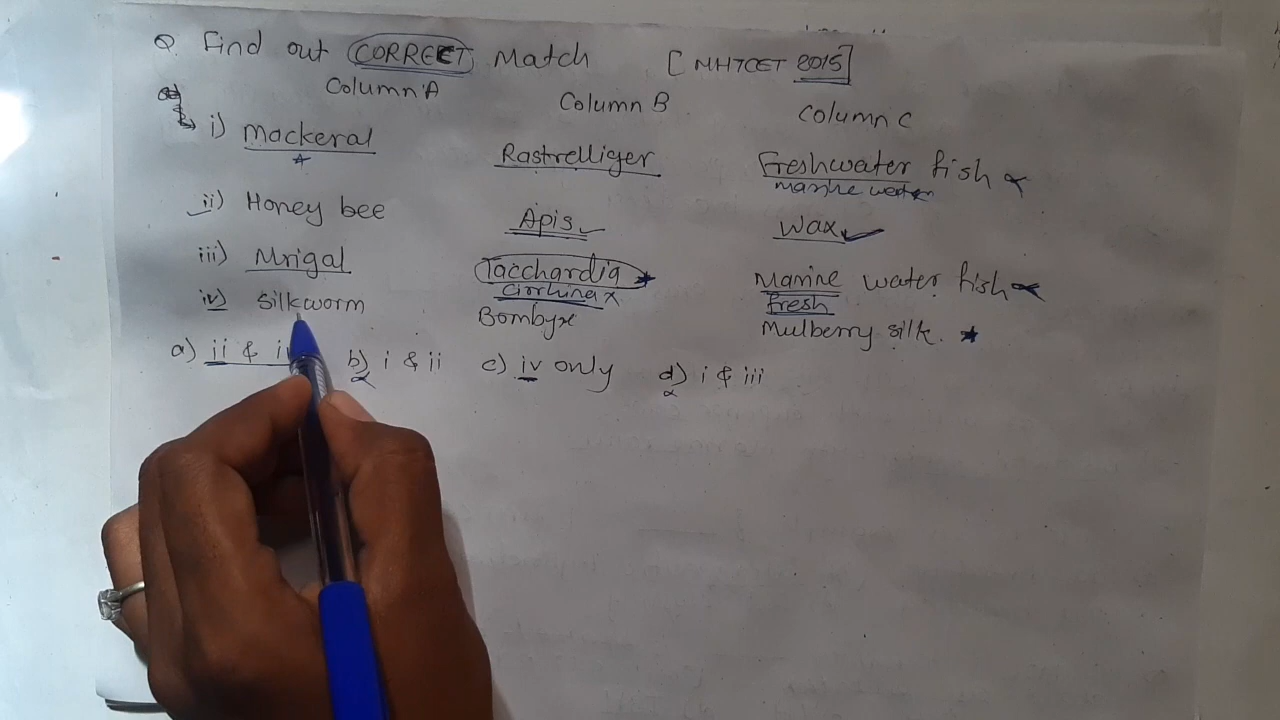 Q. Find out CORRECT Match [MHTCET 2015]
Column A Column B Column C
i) Mackeral Rastrelliger Freshwater fish
marine water
ii) Honey bee Apis Wax
iii) Mrigal Tacchardia Marine water fish
Cirrhina fresh
iv) Silkworm Bombyx Mulberry silk.
a) ii & iv b) i & ii c) iv only d) i & iii